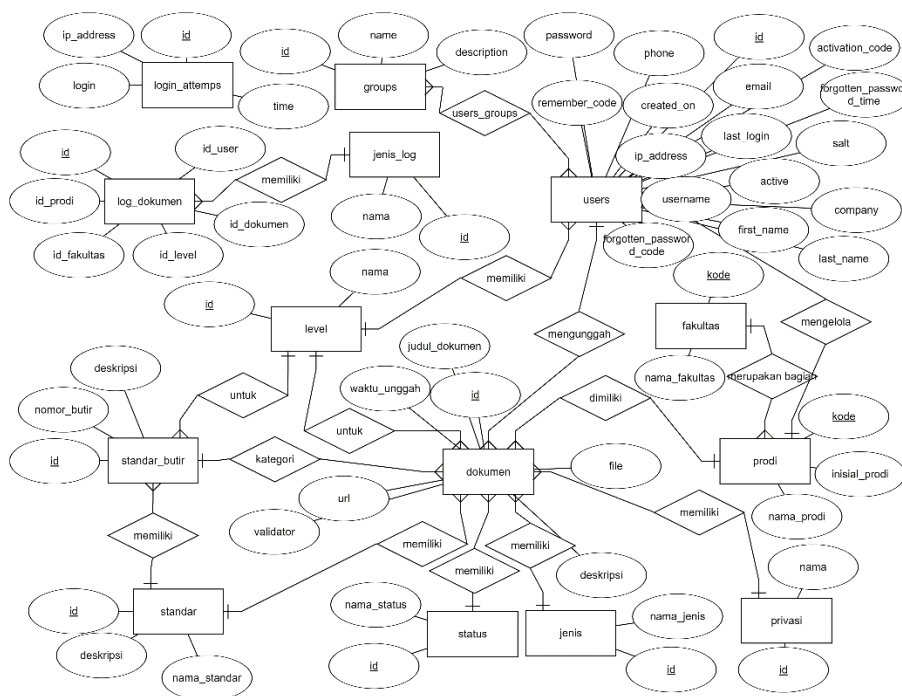 name
password
ip_address
id
phone
id
activation_code
id
description
login
login_attemps
groups
email
forgotten_passwor
d_time
time
users_groups
remember_code
created_on
last_login
id_user
ip_address
salt
id
memiliki
jenis_log
active
id_prodi
log_dokumen
users
username
company
id_dokumen
nama
first_name
id_fakultas
id_level
id
forgotten_passwor
d_code
last_name
nama
kode
memiliki
id
level
mengunggah
fakultas
mengelola
judul_dokumen
deskripsi
waktu_unggah
id
nama_fakultas
merupakan bagian
untuk
dimiliki
nomor_butir
kode
untuk
id
standar_butir
kategori
dokumen
file
prodi
inisial_prodi
url
validator
memiliki
nama_prodi
memiliki
memiliki
memiliki
memiliki
deskripsi
nama
id
standar
nama_status
nama_jenis
privasi
deskripsi
status
jenis
nama_standar
id
id
id